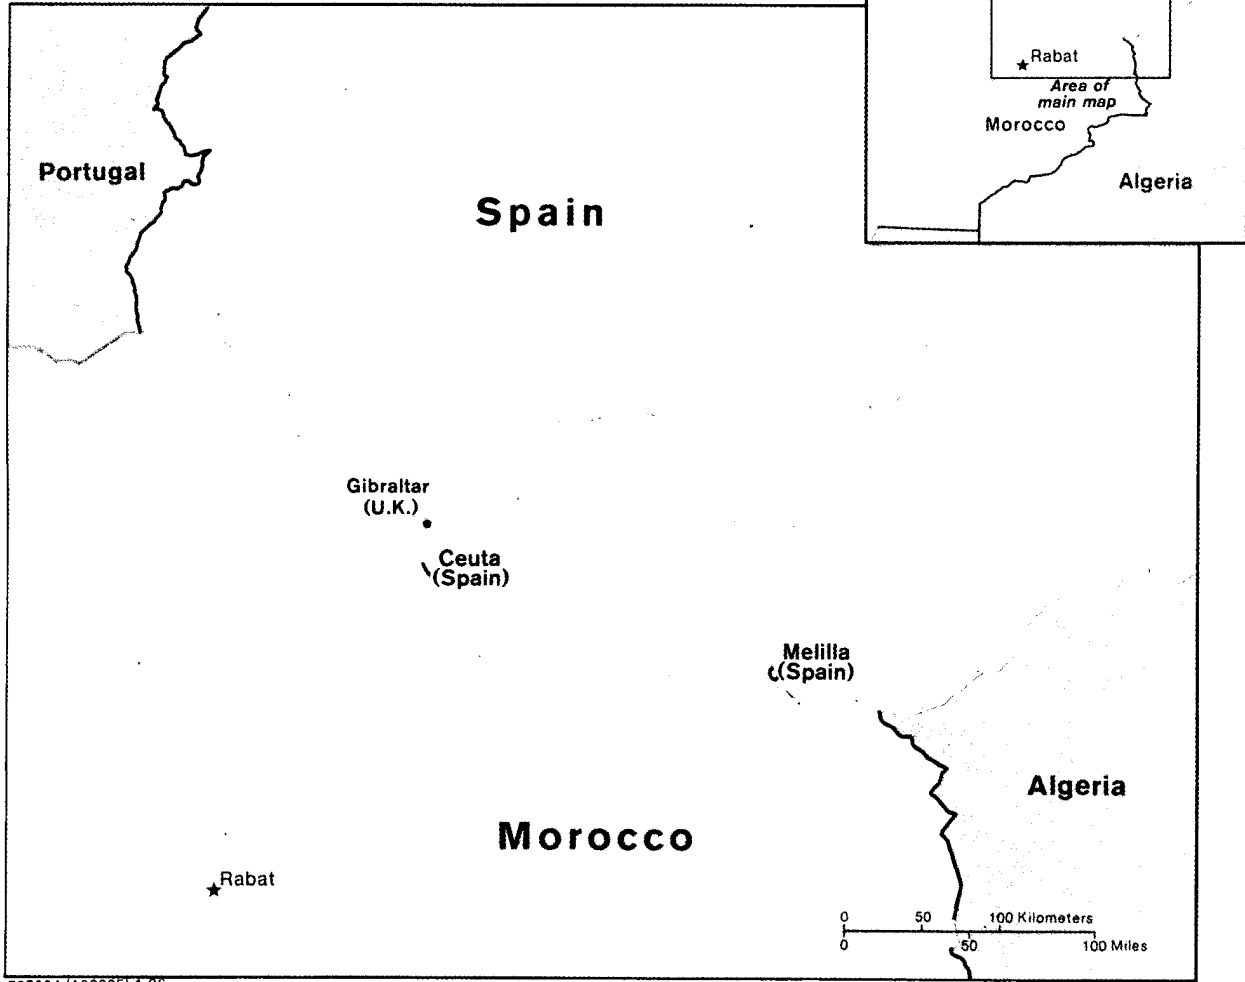 Rabat
Area of
main map
Morocco
Algeria
Portugal
Spain
Gibraltar
(U.K.)
Ceuta
(Spain)
Melilla
(Spain)
Algeria
Morocco
Rabat
0 50 100 Kilometers
0 50 100 Miles